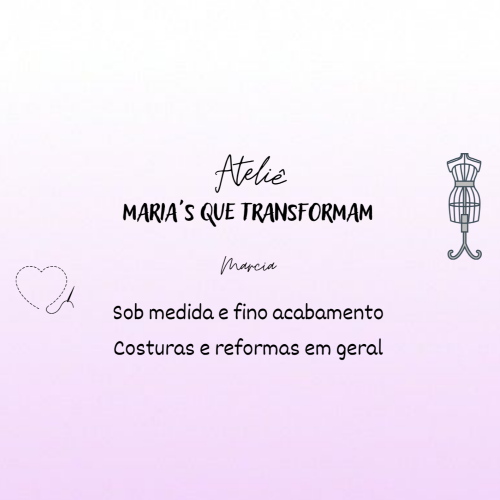 Ateliê
MARIA'S QUE TRANSFORMAM
Marcia
Sob medida e fino acabamento
Costuras e reformas em geral